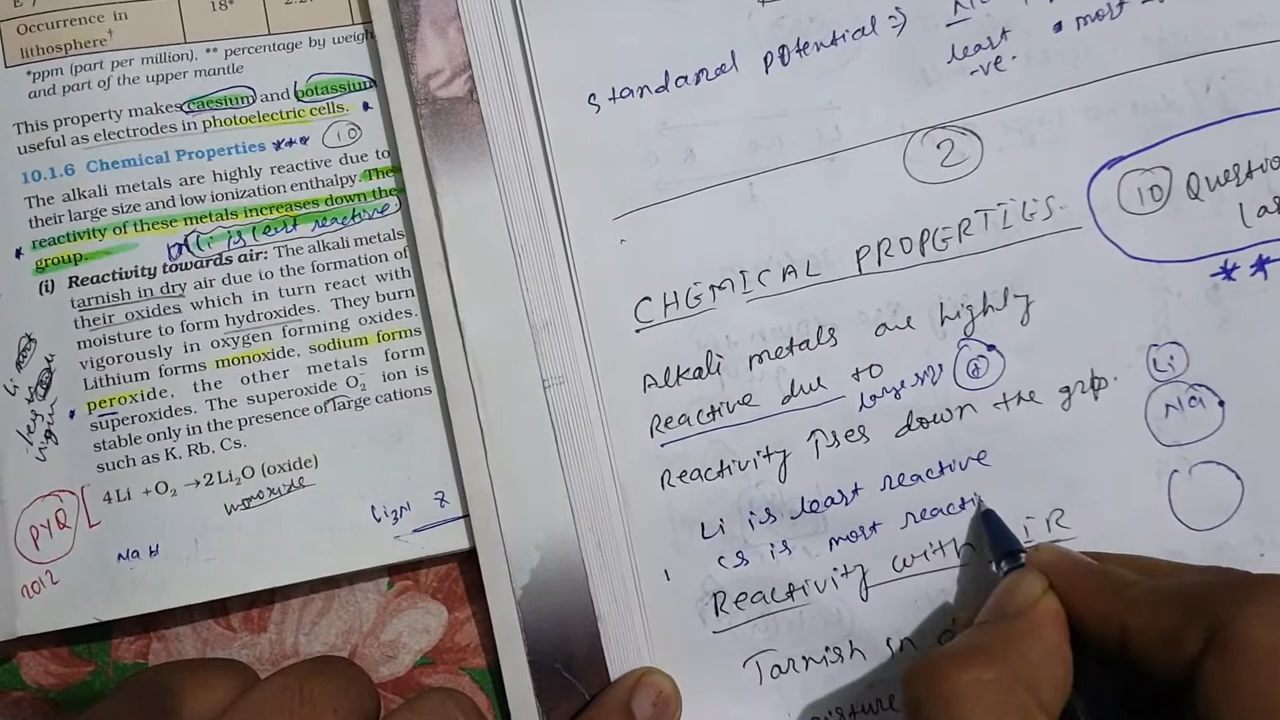 Occurrence in
lithosphere†
18*
*ppm (part per million), ** percentage by weigh
and part of the upper mantle
This property makes caesium and potassium
useful as electrodes in photoelectric cells.
10.1.6 Chemical Properties
10
The alkali metals are highly reactive due to
their large size and low ionization enthalpy. The
reactivity of these metals increases down the
group.
Li is least reactive
(i) Reactivity towards air: The alkali metals
tarnish in dry air due to the formation of
their oxides which in turn react with
moisture to form hydroxides. They burn
vigorously in oxygen forming oxides.
Lithium forms monoxide, sodium forms
peroxide, the other metals form
superoxides. The superoxide O₂⁻ ion is
stable only in the presence of large cations
such as K, Rb, Cs.
4Li + O₂ → 2Li₂O (oxide)
monoxide
PYQ
2012
Na H
Li₃N
standard potential ⇒
least
-ve.
most
2
CHEMICAL PROPERTIES.
10 Questio
Alkali metals are highly
Reactive due to
large size
Reactivity ↑ses down the grp.
Li is least reactive
Cs is most reacti
Reactivity with IR
Tarnish in d
Li
Na